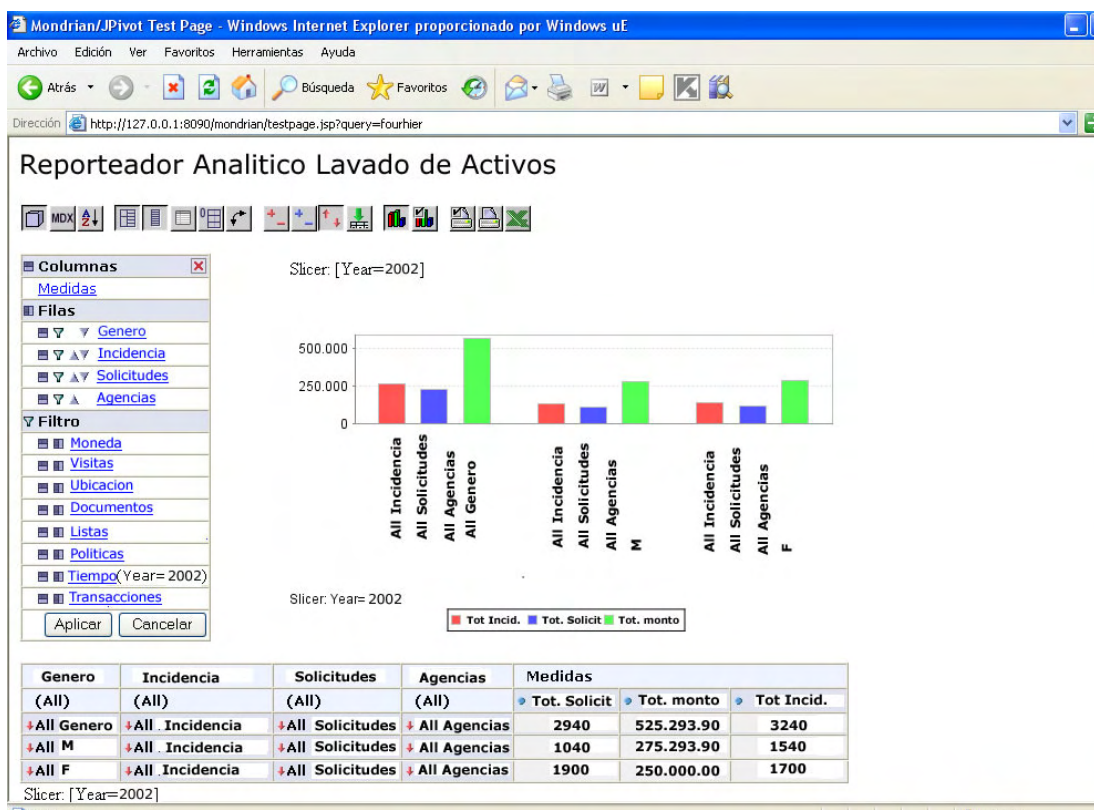 Mondrian/JPivot Test Page - Windows Internet Explorer proporcionado por Windows uE
Archivo Edición Ver Favoritos Herramientas Ayuda
Atrás Búsqueda Favoritos
Dirección http://127.0.0.1:8090/mondrian/testpage.jsp?query=fourhier
Reporteador Analitico Lavado de Activos
MDX
Columnas
Medidas
Filas
Genero
Incidencia
Solicitudes
Agencias
Filtro
Moneda
Visitas
Ubicacion
Documentos
Listas
Politicas
Tiempo(Year= 2002)
Transacciones
Aplicar Cancelar
Slicer: [Year=2002]
500.000
250.000
0
All Incidencia
All Solicitudes
All Agencias
All Genero
All Incidencia
All Solicitudes
All Agencias
M
All Incidencia
All Solicitudes
All Agencias
F
Slicer: Year= 2002
Tot Incid. Tot. Solicit Tot. monto
Genero Incidencia Solicitudes Agencias Medidas
(All) (All) (All) (All) Tot. Solicit Tot. monto Tot Incid.
All Genero All . Incidencia All Solicitudes All Agencias 2940 525.293.90 3240
All M All . Incidencia All Solicitudes All Agencias 1040 275.293.90 1540
All F All .Incidencia All Solicitudes All Agencias 1900 250.000.00 1700
Slicer: [Year=2002]